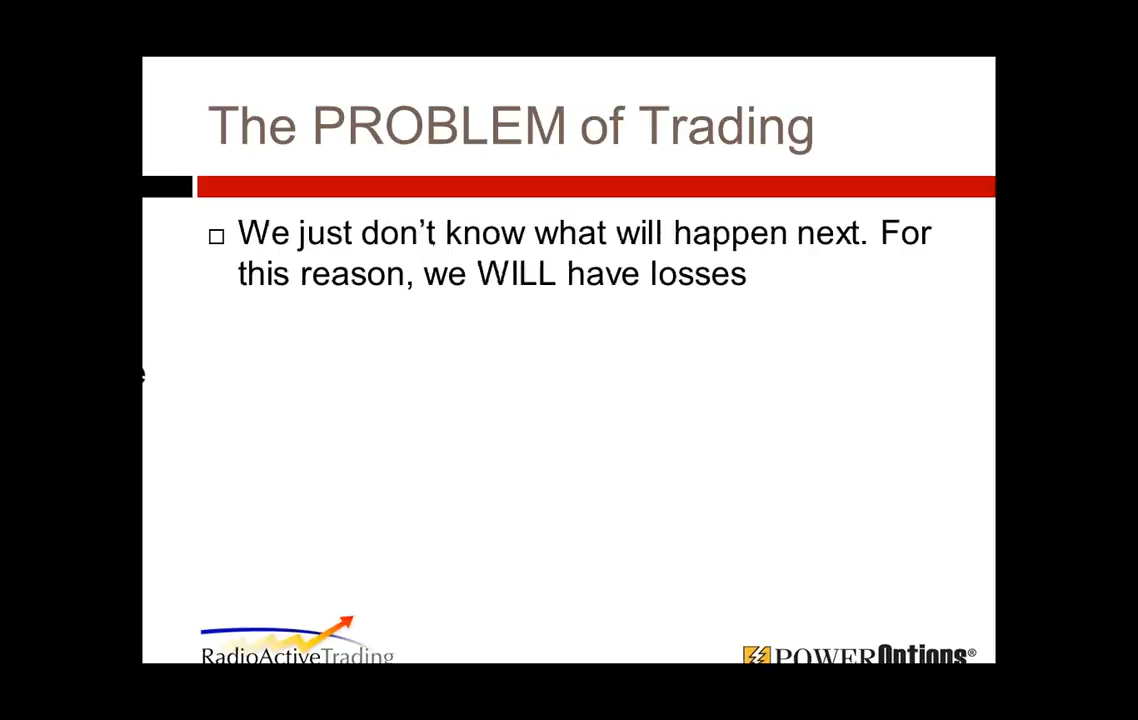 The PROBLEM of Trading
We just don't know what will happen next. For
this reason, we WILL have losses
e
RadioActiveTrading
POWEROptions®